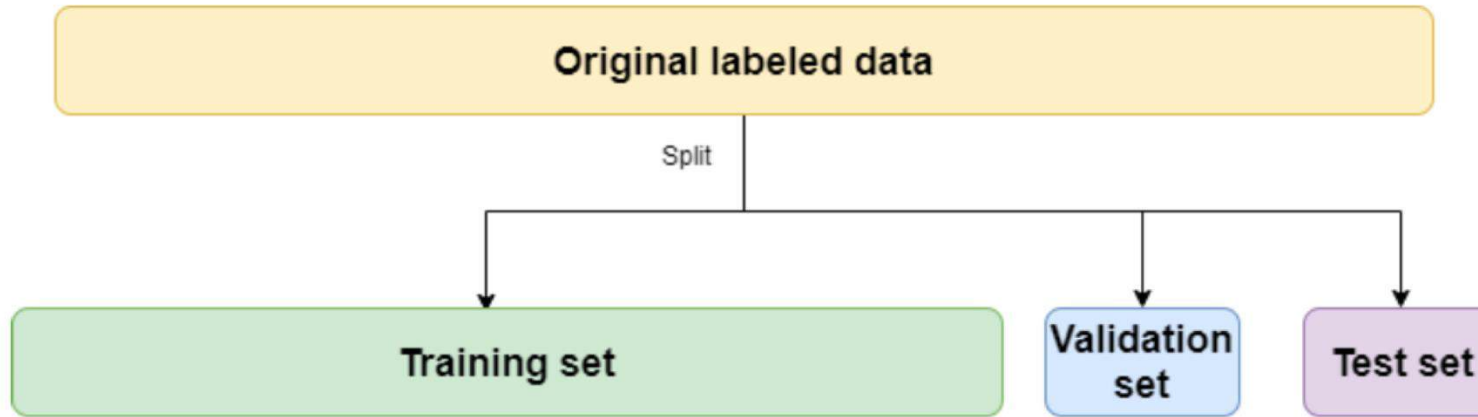 Original labeled data
Split
Training set
Validation
set
Test set